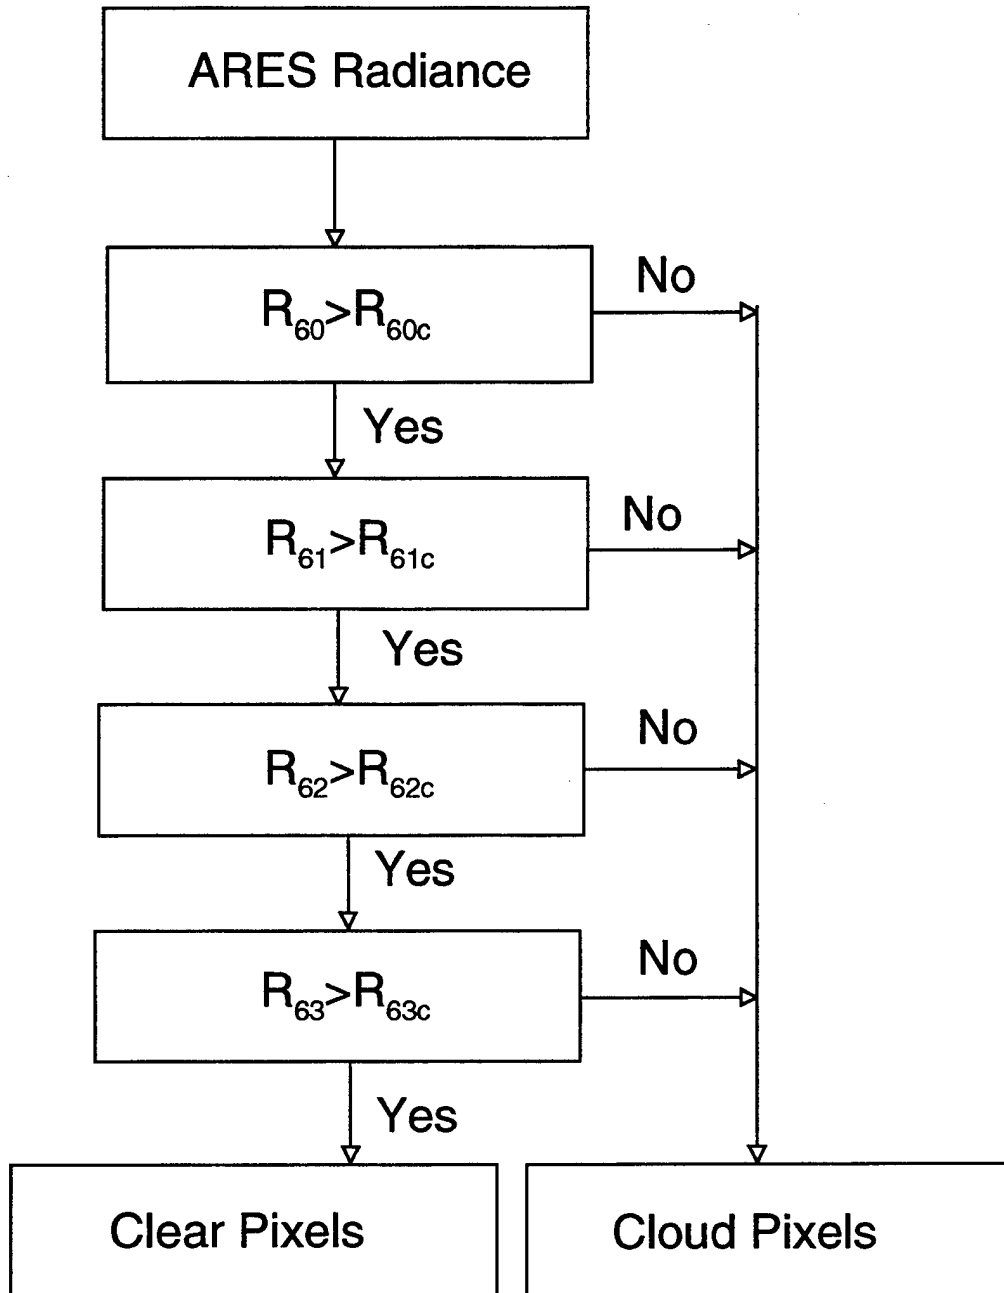 ARES Radiance
R60>R60c
No
Yes
R61>R61c
No
Yes
R62>R62c
No
Yes
R63>R63c
No
Yes
Clear Pixels
Cloud Pixels